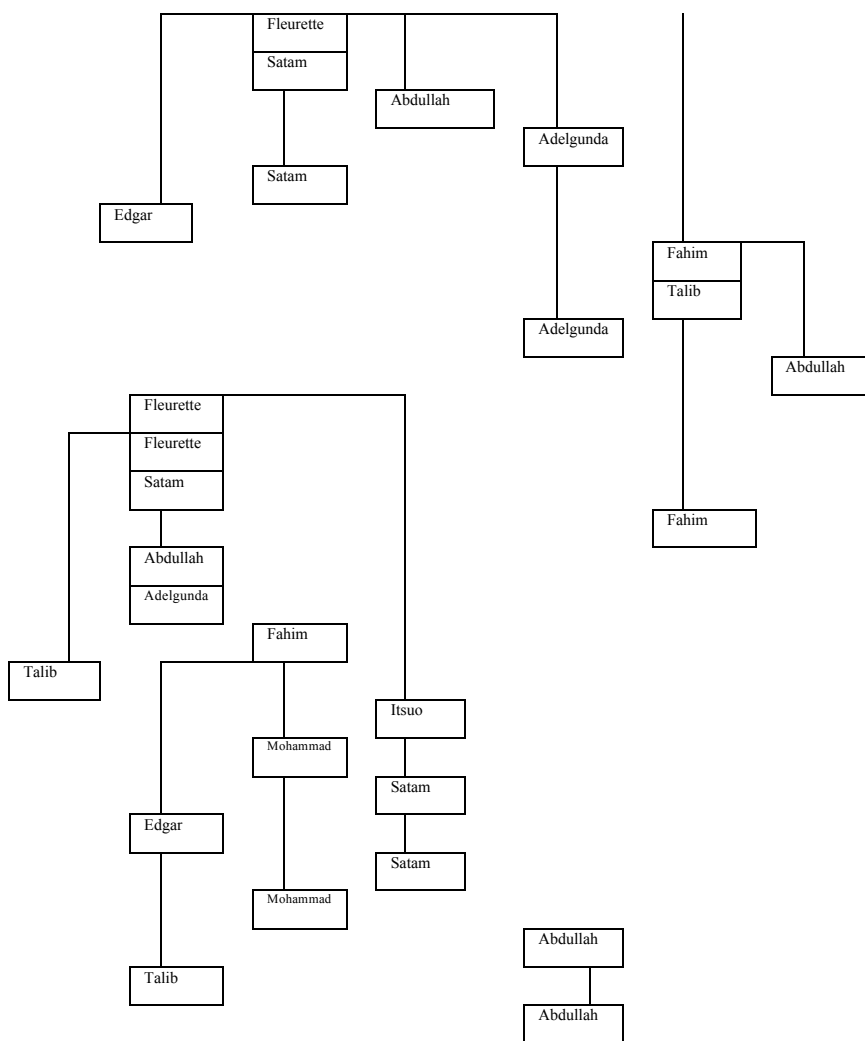 Fleurette
Satam
Abdullah
Adelgunda
Satam
Edgar
Fahim
Talib
Adelgunda
Abdullah
Fleurette
Fleurette
Satam
Fahim
Abdullah
Adelgunda
Fahim
Talib
Itsuo
Mohammad
Satam
Edgar
Satam
Mohammad
Abdullah
Talib
Abdullah